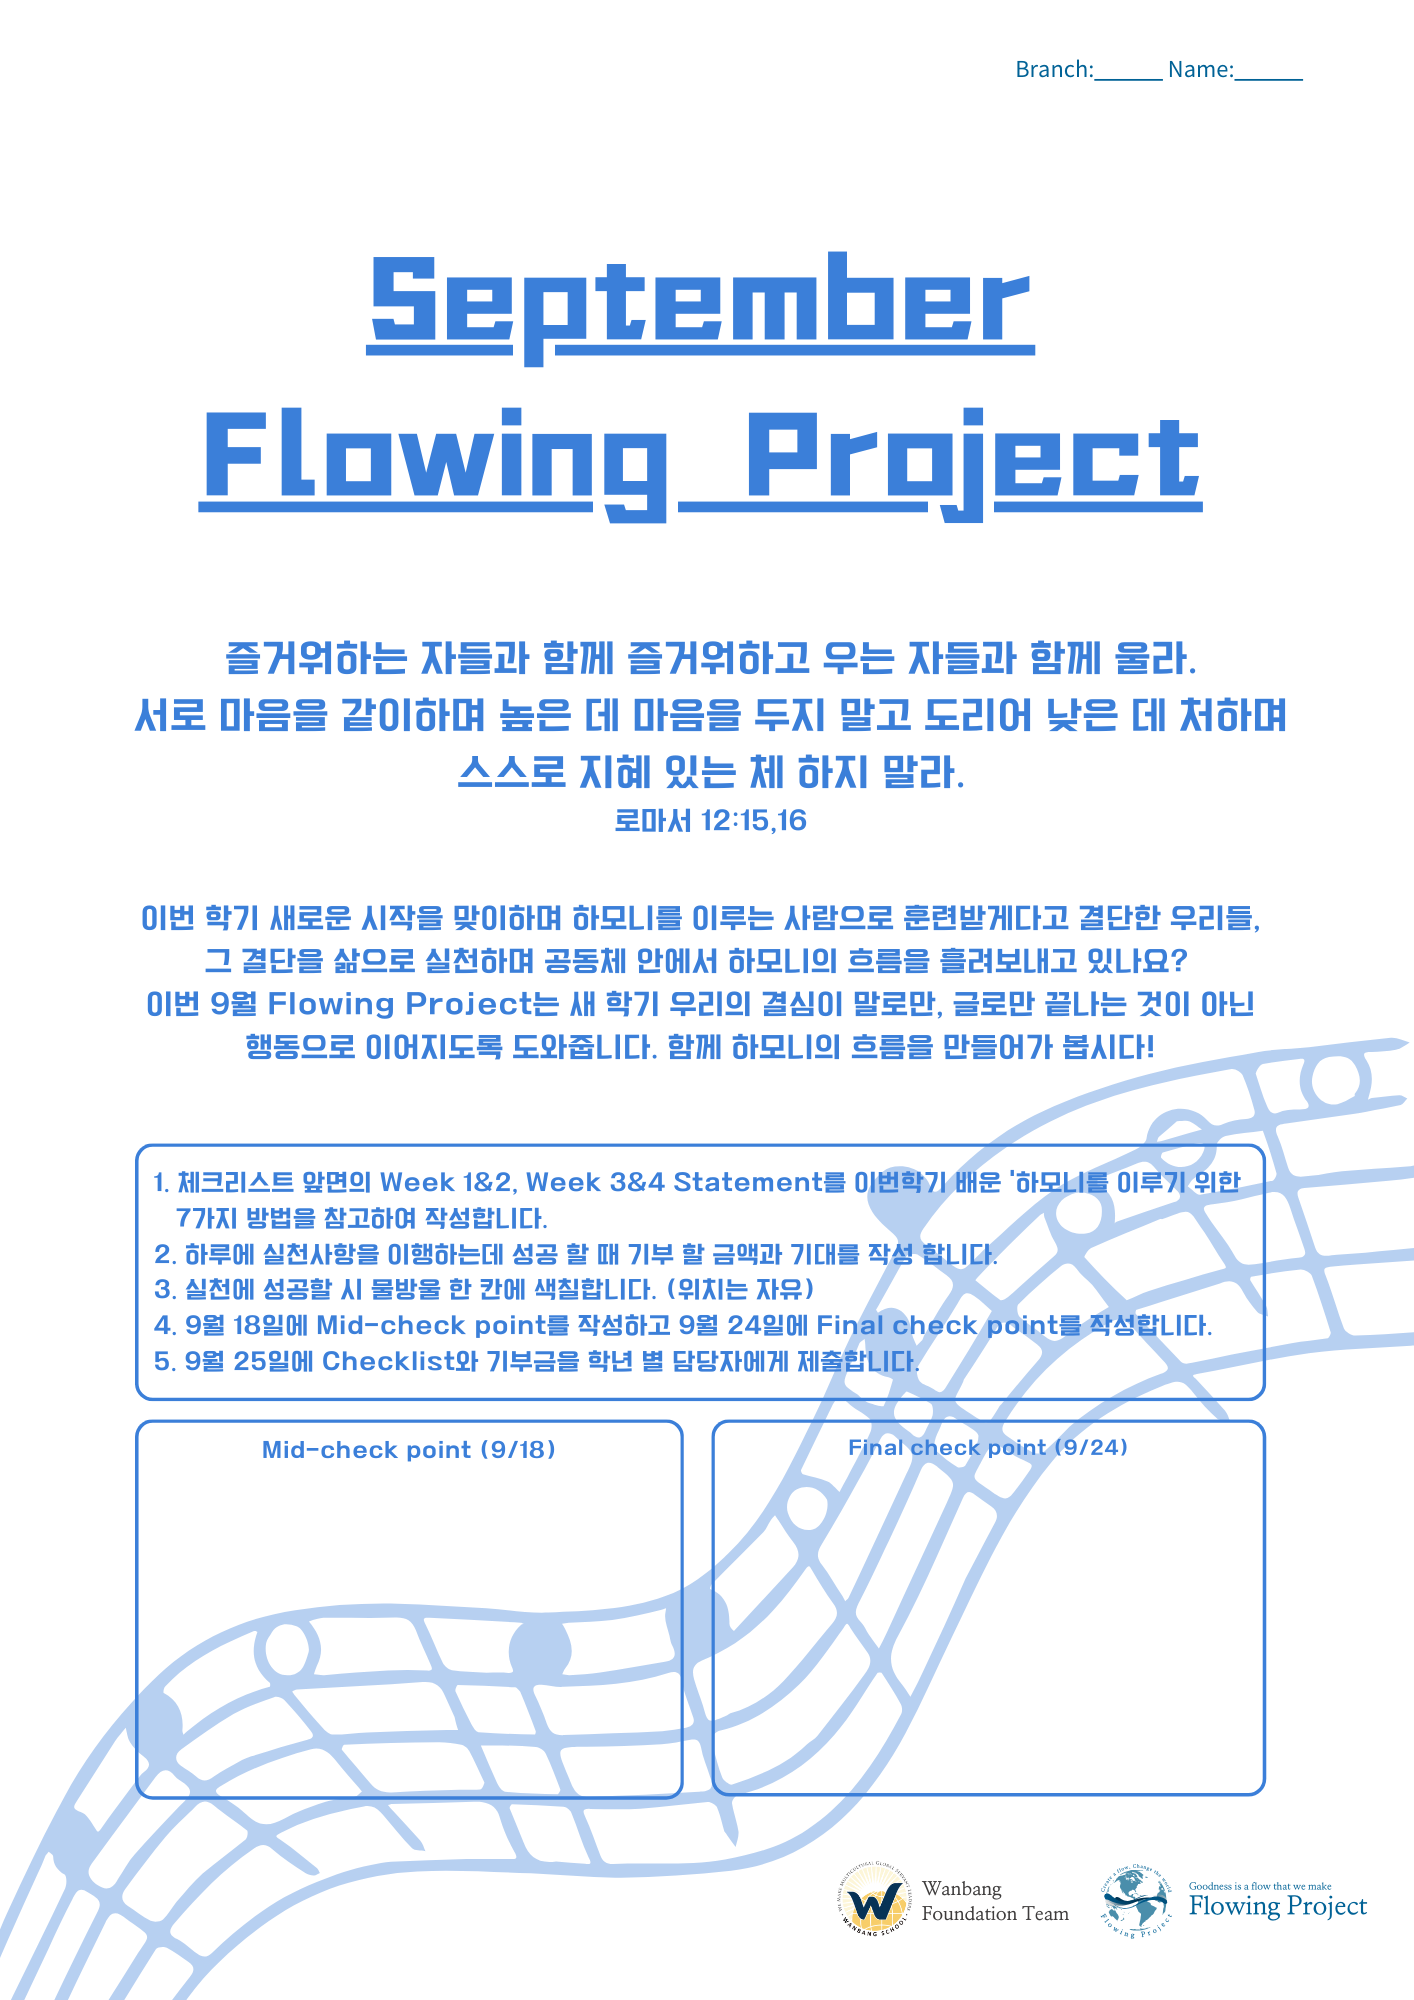 Branch:______ Name:______
September
Flowing Project
즐거워하는 자들과 함께 즐거워하고 우는 자들과 함께 울라.
서로 마음을 같이하며 높은 데 마음을 두지 말고 도리어 낮은 데 처하며
스스로 지혜 있는 체 하지 말라.
로마서 12:15,16
이번 학기 새로운 시작을 맞이하며 하모니를 이루는 사람으로 훈련받게다고 결단한 우리들,
그 결단을 삶으로 실천하며 공동체 안에서 하모니의 흐름을 흘려보내고 있나요?
이번 9월 Flowing Project는 새 학기 우리의 결심이 말로만, 글로만 끝나는 것이 아닌
행동으로 이어지도록 도와줍니다. 함께 하모니의 흐름을 만들어가 봅시다!
1. 체크리스트 앞면의 Week 1&2, Week 3&4 Statement를 이번학기 배운 '하모니를 이루기 위한
7가지 방법을 참고하여 작성합니다.
2. 하루에 실천사항을 이행하는데 성공 할 때 기부 할 금액과 기대를 작성 합니다.
3. 실천에 성공할 시 물방울 한 칸에 색칠합니다. (위치는 자유)
4. 9월 18일에 Mid-check point를 작성하고 9월 24일에 Final check point를 작성합니다.
5. 9월 25일에 Checklist와 기부금을 학년 별 담당자에게 제출합니다.
Mid-check point (9/18)
Final check point (9/24)
Wanbang
Foundation Team
WANBANG SCHOOL
Create a flow, Change the world
Flowing Project
Goodness is a flow that we make
Flowing Project